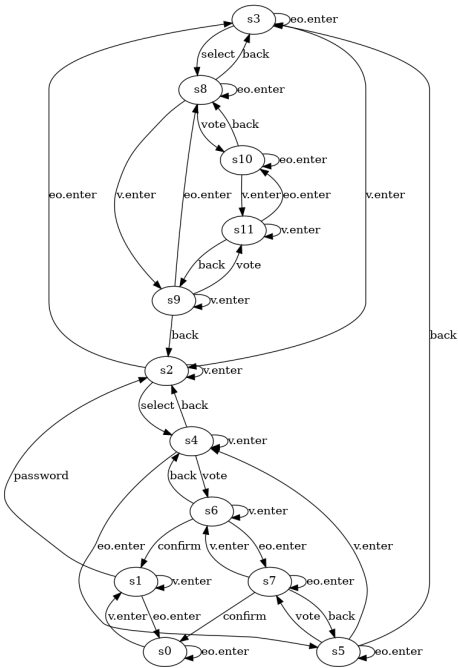 s3
eo.enter
select
back
s8
eo.enter
vote
back
s10
eo.enter
eo.enter
v.enter
eo.enter
v.enter
eo.enter
v.enter
s11
v.enter
back
vote
s9
v.enter
back
back
s2
v.enter
select
back
s4
v.enter
password
back
vote
s6
v.enter
eo.enter
confirm
v.enter
eo.enter
v.enter
s1
v.enter
s7
eo.enter
v.enter
eo.enter
confirm
vote
back
s0
eo.enter
s5
eo.enter